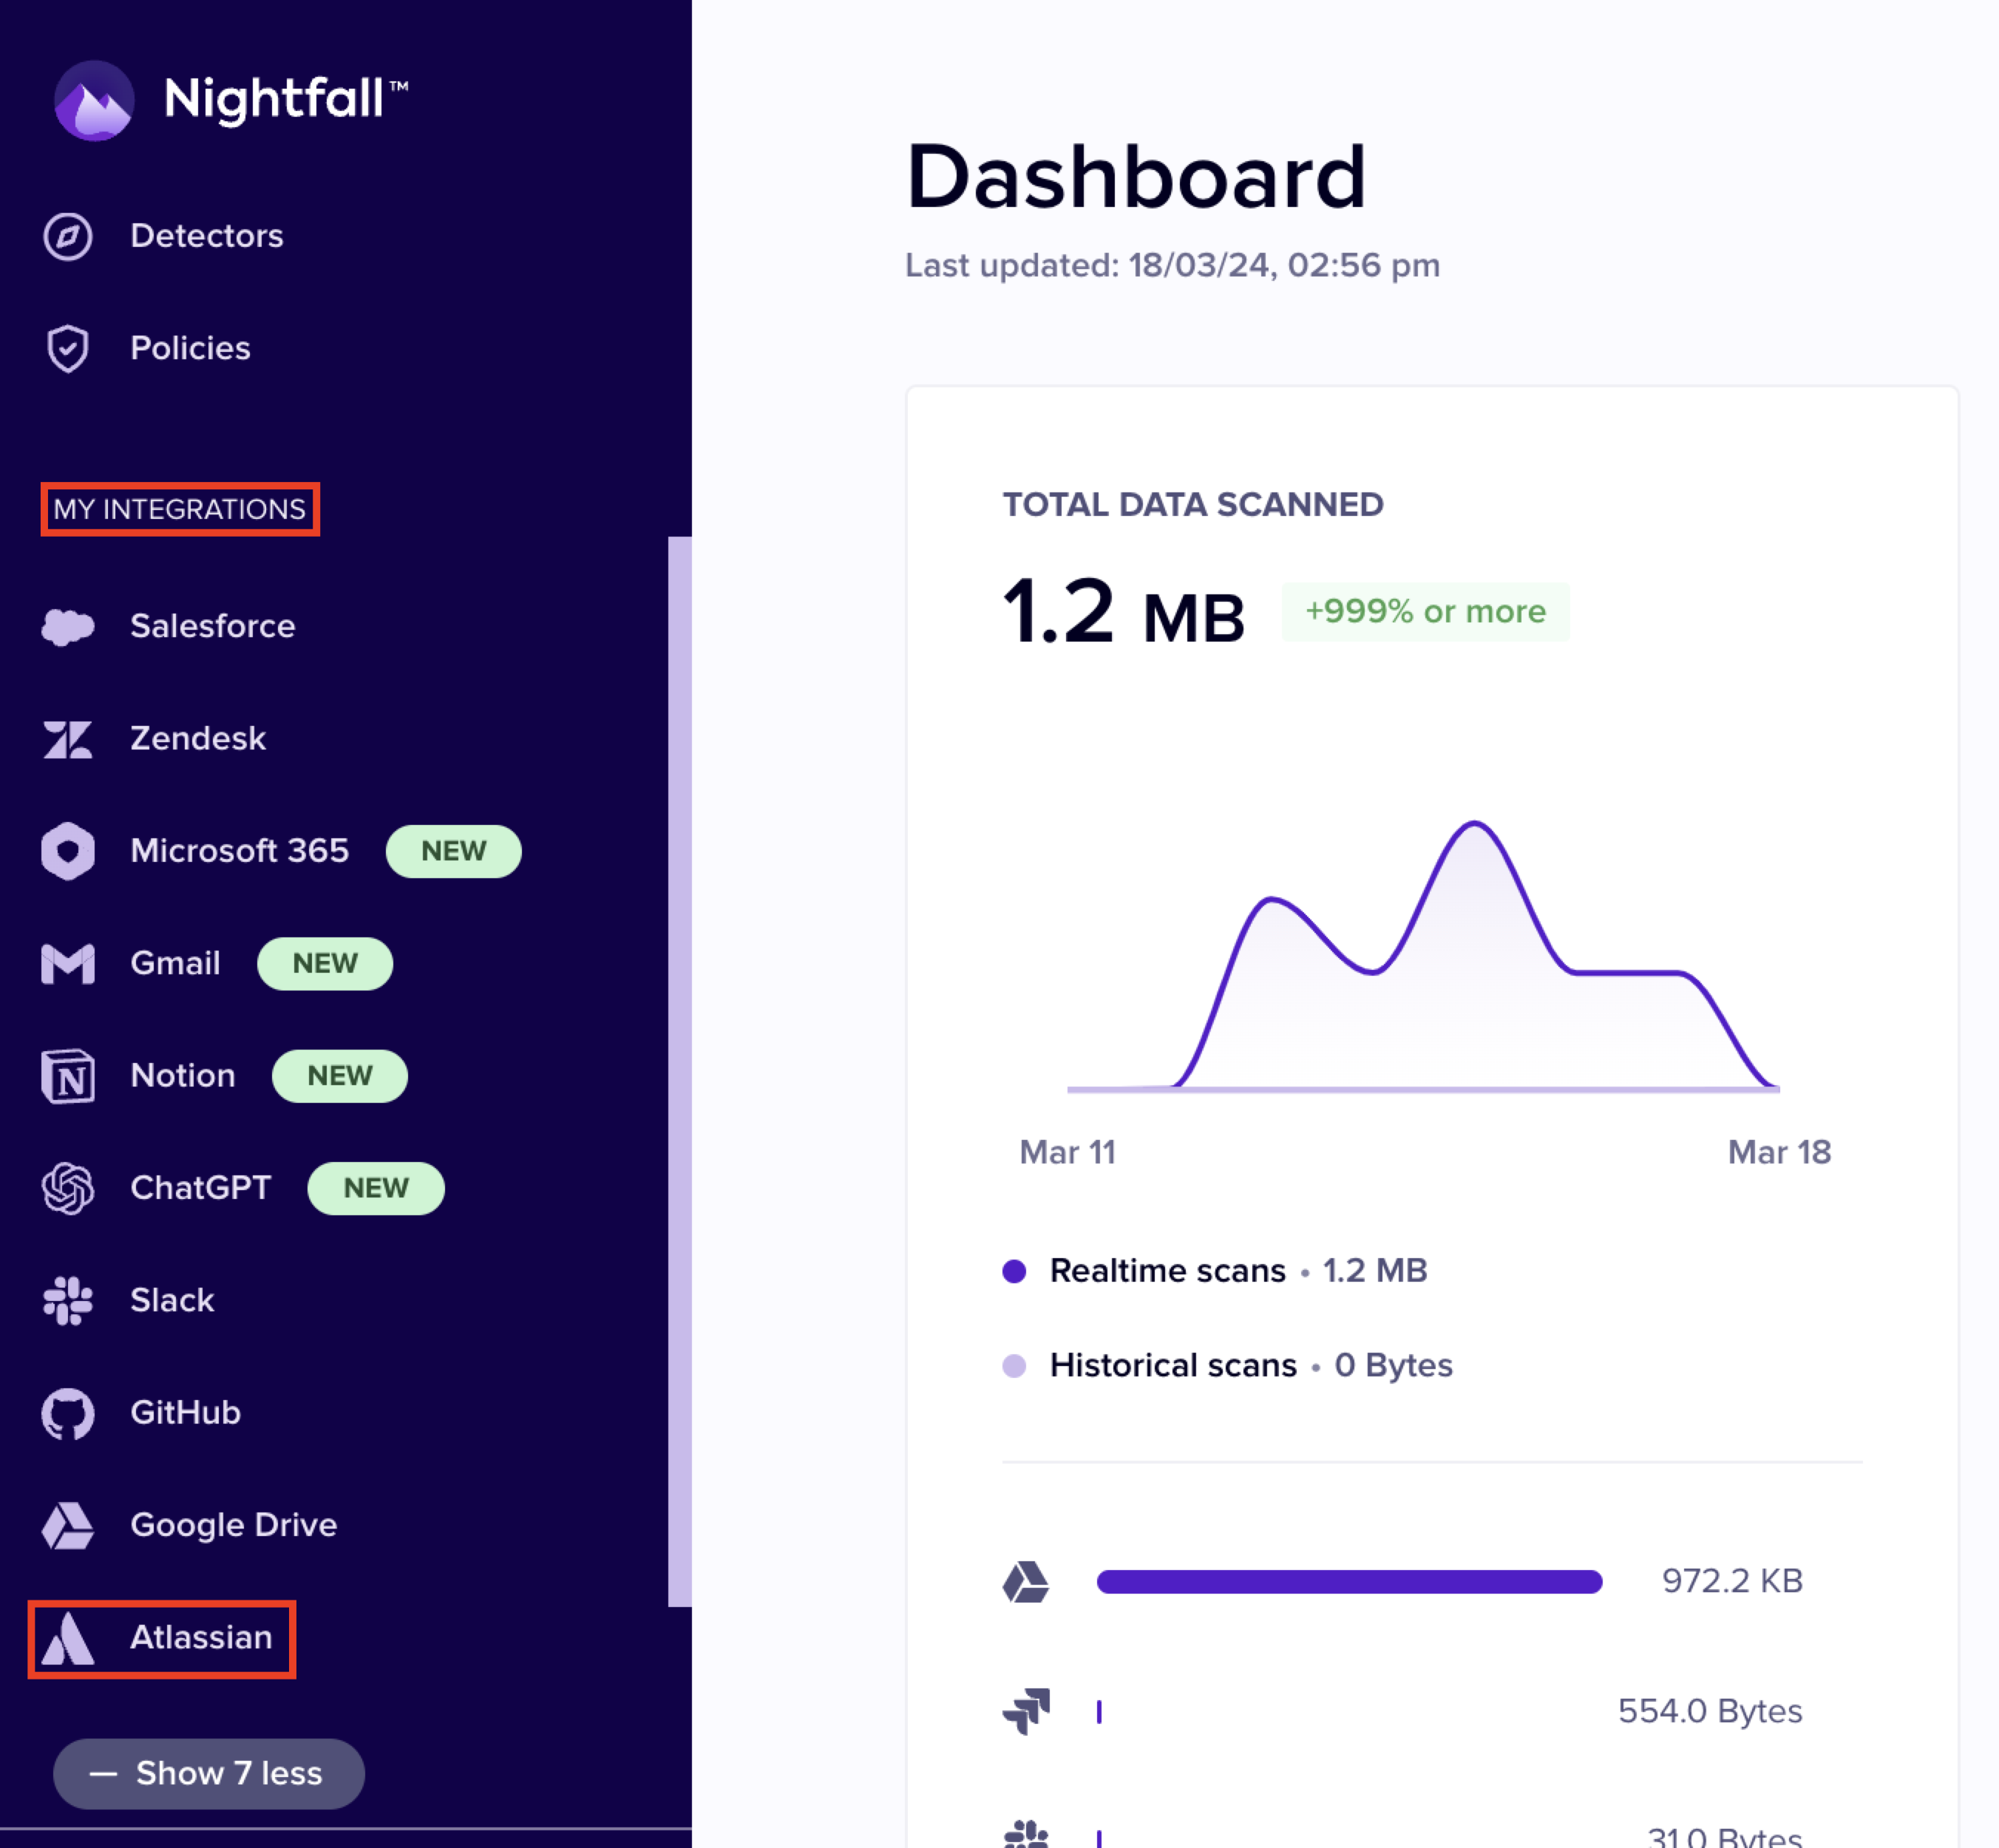 Nightfall™
Detectors
Policies
MY INTEGRATIONS
Salesforce
Zendesk
Microsoft 365 NEW
Gmail NEW
Notion NEW
ChatGPT NEW
Slack
GitHub
Google Drive
Atlassian
— Show 7 less
Dashboard
Last updated: 18/03/24, 02:56 pm
TOTAL DATA SCANNED
1.2 MB +999% or more
Mar 11 Mar 18
Realtime scans • 1.2 MB
Historical scans • 0 Bytes
972.2 KB
554.0 Bytes
31.0 Bytes